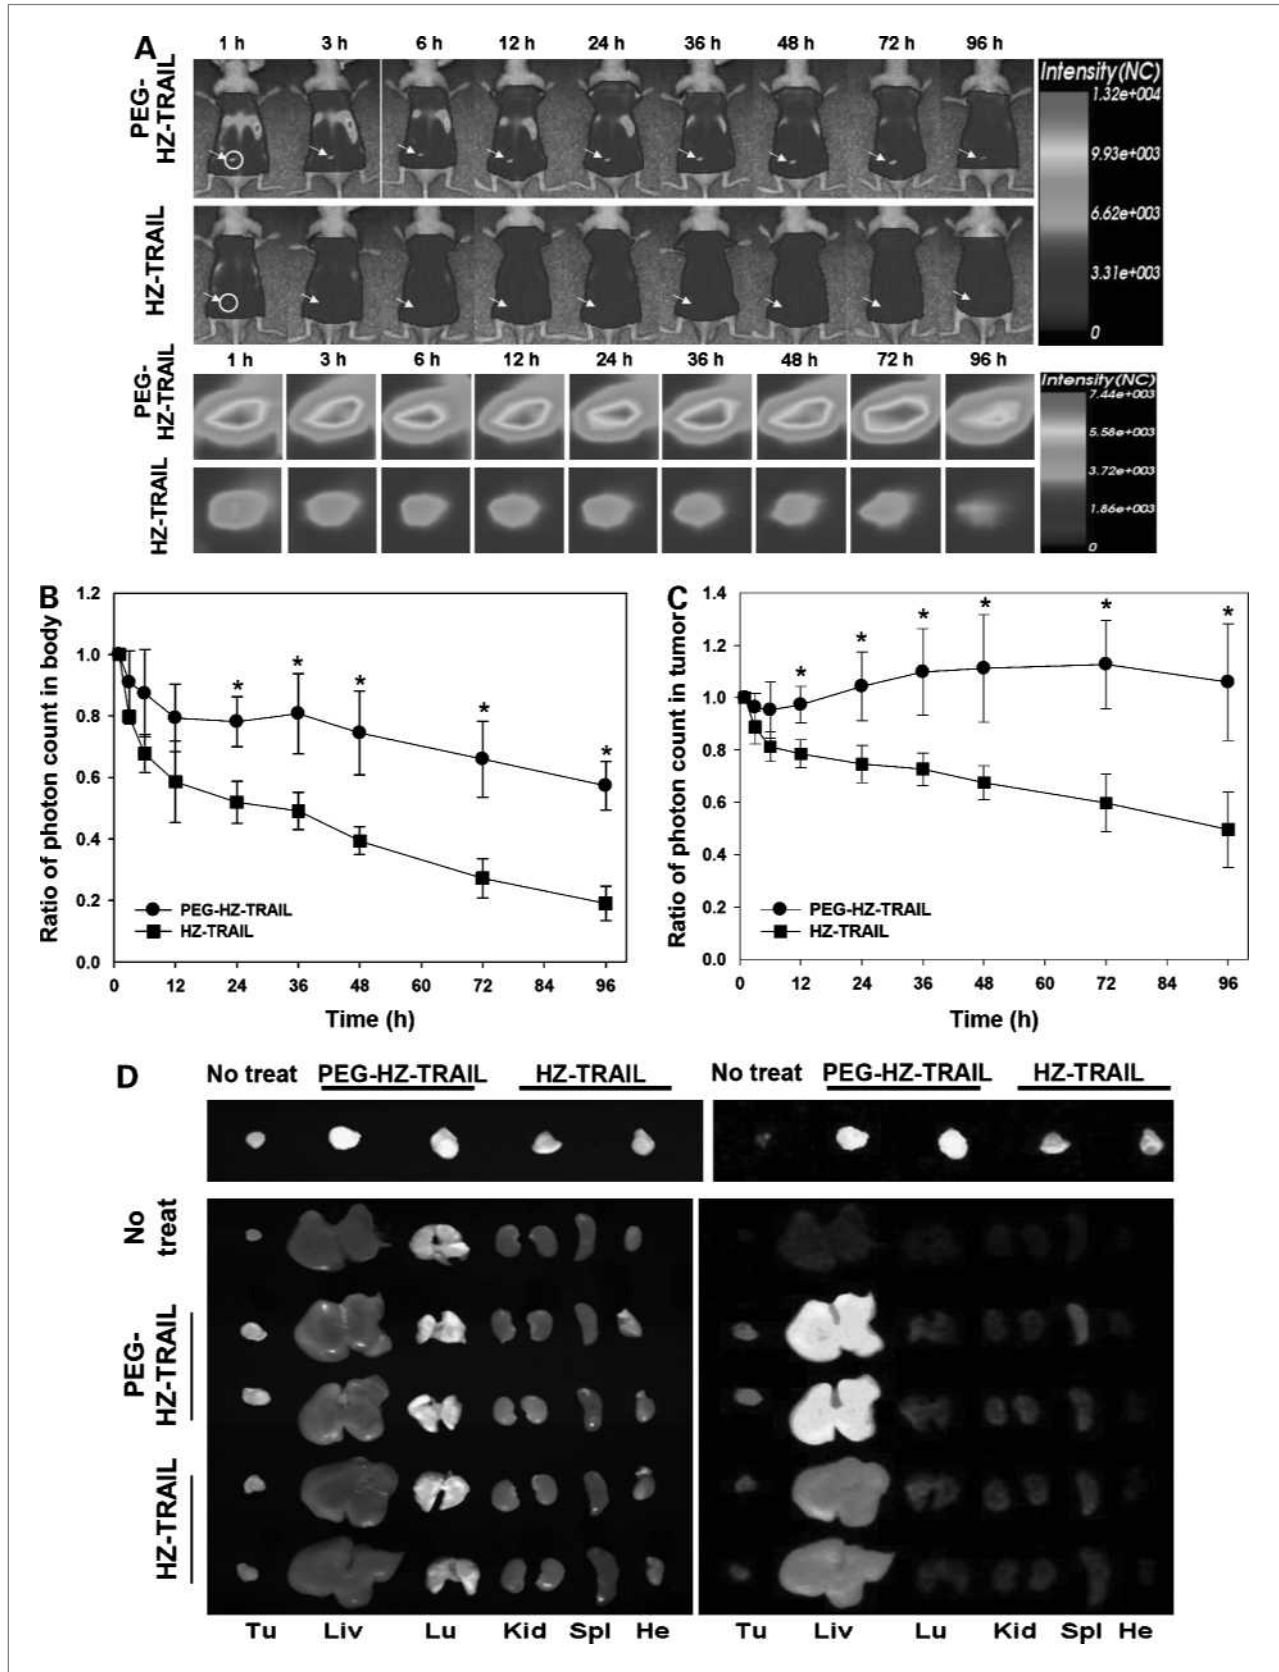 A
1 h 3 h 6 h 12 h 24 h 36 h 48 h 72 h 96 h
PEG-
HZ-TRAIL
Intensity(NC)
1.32e+004
9.93e+003
6.62e+003
3.31e+003
0
HZ-TRAIL
1 h 3 h 6 h 12 h 24 h 36 h 48 h 72 h 96 h
PEG-
HZ-TRAIL
Intensity(NC)
7.44e+003
5.58e+003
3.72e+003
1.86e+003
0
HZ-TRAIL
B
Ratio of photon count in body
1.2
1.0
0.8
0.6
0.4
0.2
0.0
* * * * *
PEG-HZ-TRAIL
HZ-TRAIL
0 12 24 36 48 60 72 84 96
Time (h)
C
Ratio of photon count in tumor
1.4
1.2
1.0
0.8
0.6
0.4
0.2
0.0
* * * * * *
PEG-HZ-TRAIL
HZ-TRAIL
0 12 24 36 48 60 72 84 96
Time (h)
D
No treat PEG-HZ-TRAIL HZ-TRAIL
No treat PEG-HZ-TRAIL HZ-TRAIL
No
treat
PEG-
HZ-TRAIL
HZ-TRAIL
Tu Liv Lu Kid Spl He
Tu Liv Lu Kid Spl He